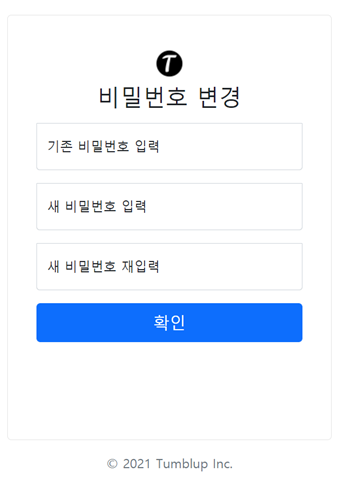 T
비밀번호 변경
기존 비밀번호 입력
새 비밀번호 입력
새 비밀번호 재입력
확인
© 2021 Tumblup Inc.